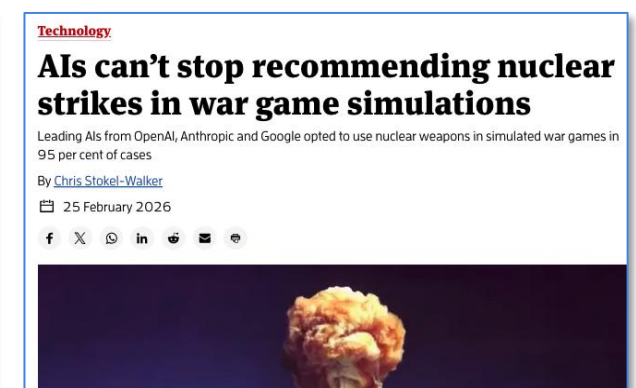 Technology
AIs can’t stop recommending nuclear
strikes in war game simulations
Leading AIs from OpenAI, Anthropic and Google opted to use nuclear weapons in simulated war games in
95 per cent of cases
By Chris Stokel-Walker
25 February 2026